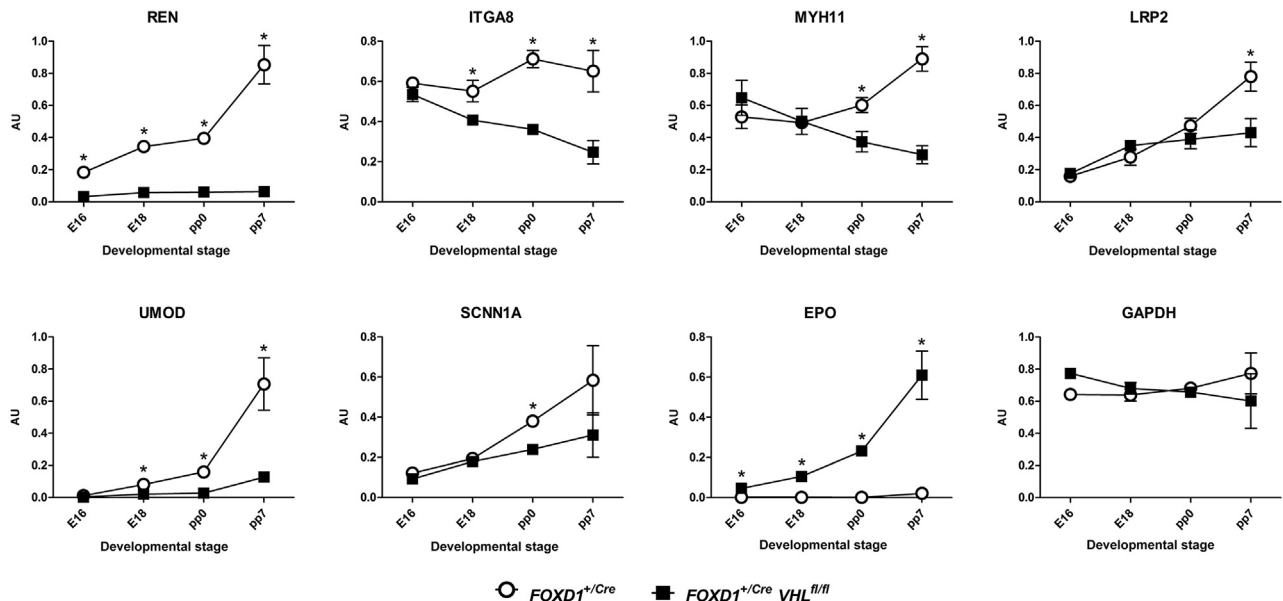 REN
*
*
*
*
1.0
0.8
0.6
0.4
0.2
0.0
AU
E16
E18
pp0
pp7
Developmental stage
ITGA8
*
*
*
0.8
0.6
0.4
0.2
0.0
AU
E16
E18
pp0
pp7
Developmental stage
MYH11
*
*
1.0
0.8
0.6
0.4
0.2
0.0
AU
E16
E18
pp0
pp7
Developmental stage
LRP2
*
1.0
0.8
0.6
0.4
0.2
0.0
AU
E16
E18
pp0
pp7
Developmental stage
UMOD
*
*
*
1.0
0.8
0.6
0.4
0.2
0.0
AU
E16
E18
pp0
pp7
Developmental stage
SCNN1A
*
0.8
0.6
0.4
0.2
0.0
AU
E16
E18
pp0
pp7
Developmental stage
EPO
*
*
*
*
0.8
0.6
0.4
0.2
0.0
AU
E16
E18
pp0
pp7
Developmental stage
GAPDH
1.0
0.8
0.6
0.4
0.2
0.0
AU
E16
E18
pp0
pp7
Developmental stage
FOXD1+/Cre FOXD1+/Cre VHLfl/fl